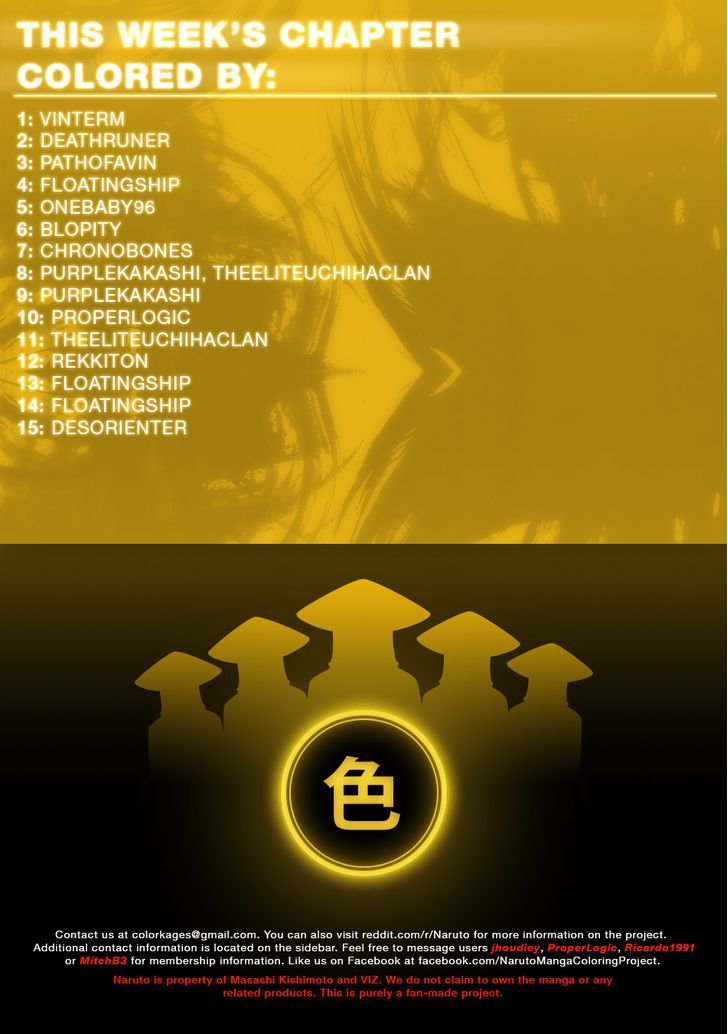 THIS WEEK'S CHAPTER
COLORED BY:
1: VINTERM
2: DEATHRUNER
3: PATHOFAVIN
4: FLOATINGSHIP
5: ONEBABY96
6: BLOPITY
7: CHRONOBONES
8: PURPLEKAKASHI, THEELITEUCHIHACLAN
9: PURPLEKAKASHI
10: PROPERLOGIC
11: THEELITEUCHIHACLAN
12: REKKITON
13: FLOATINGSHIP
14: FLOATINGSHIP
15: DESORIENTER
色
Contact us at colorkages@gmail.com. You can also visit reddit.com/r/Naruto for more information on the project.
Additional contact information is located on the sidebar. Feel free to message users jhoudiey, ProperLogic, Ricardo1991
or MitchB3 for membership information. Like us on Facebook at facebook.com/NarutoMangaColoringProject.
Naruto is property of Masashi Kishimoto and VIZ. We do not claim to own the manga or any
related products. This is purely a fan-made project.